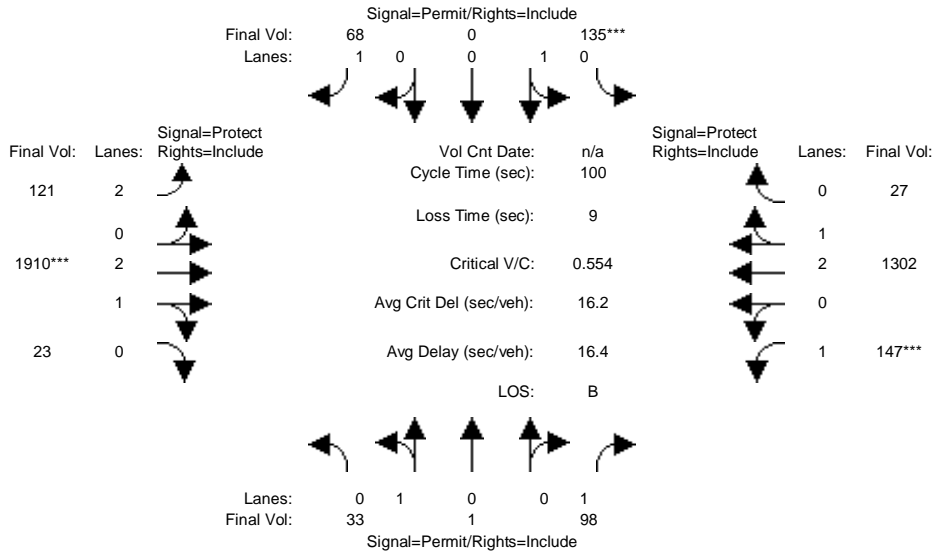 Signal=Permit/Rights=Include
Final Vol: 68 0 135***
Lanes: 1 0 0 1 0
Signal=Protect
Final Vol: Lanes: Rights=Include
Vol Cnt Date: n/a
Signal=Protect
Rights=Include Lanes: Final Vol:
Cycle Time (sec): 100
121 2
0 27
Loss Time (sec): 9
0
1
1910*** 2
Critical V/C: 0.554
2 1302
1
Avg Crit Del (sec/veh): 16.2
0
23 0
Avg Delay (sec/veh): 16.4
1 147***
LOS: B
Lanes: 0 1 0 0 1
Final Vol: 33 1 98
Signal=Permit/Rights=Include